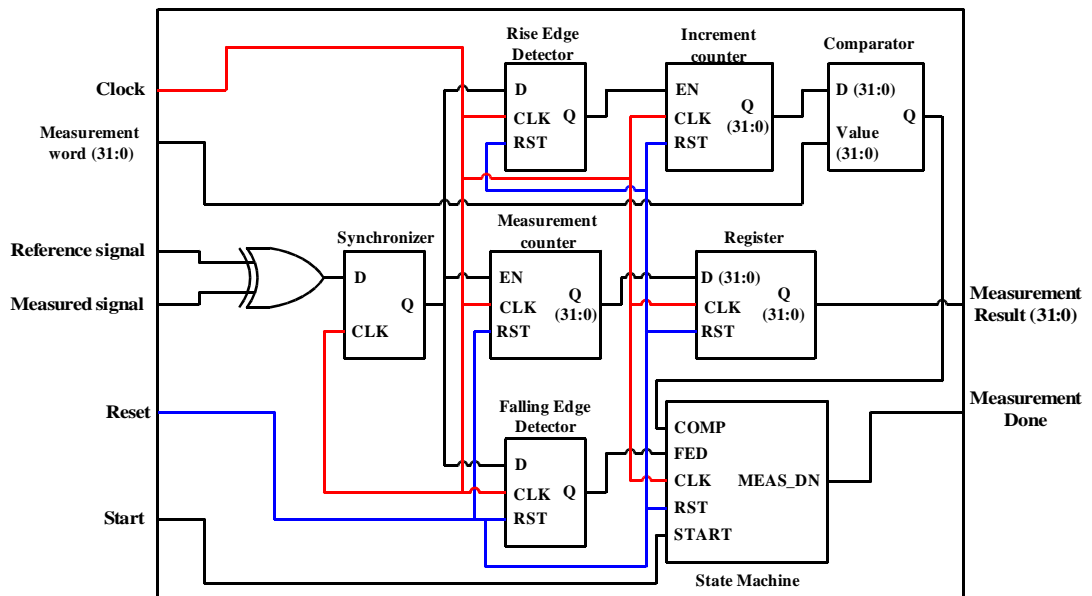 Rise Edge
Detector
D
CLK
RST
Q
Increment
counter
EN
CLK
RST
Q
(31:0)
Comparator
D (31:0)
Value
(31:0)
Q
Clock
Measurement
word (31:0)
Reference signal
Measured signal
Synchronizer
D
Q
CLK
Measurement
counter
EN
CLK
RST
Q
(31:0)
Register
D (31:0)
CLK
RST
Q
(31:0)
Measurement
Result (31:0)
Reset
Falling Edge
Detector
D
CLK
RST
Q
COMP
FED
CLK
RST
START
MEAS_DN
State Machine
Measurement
Done
Start